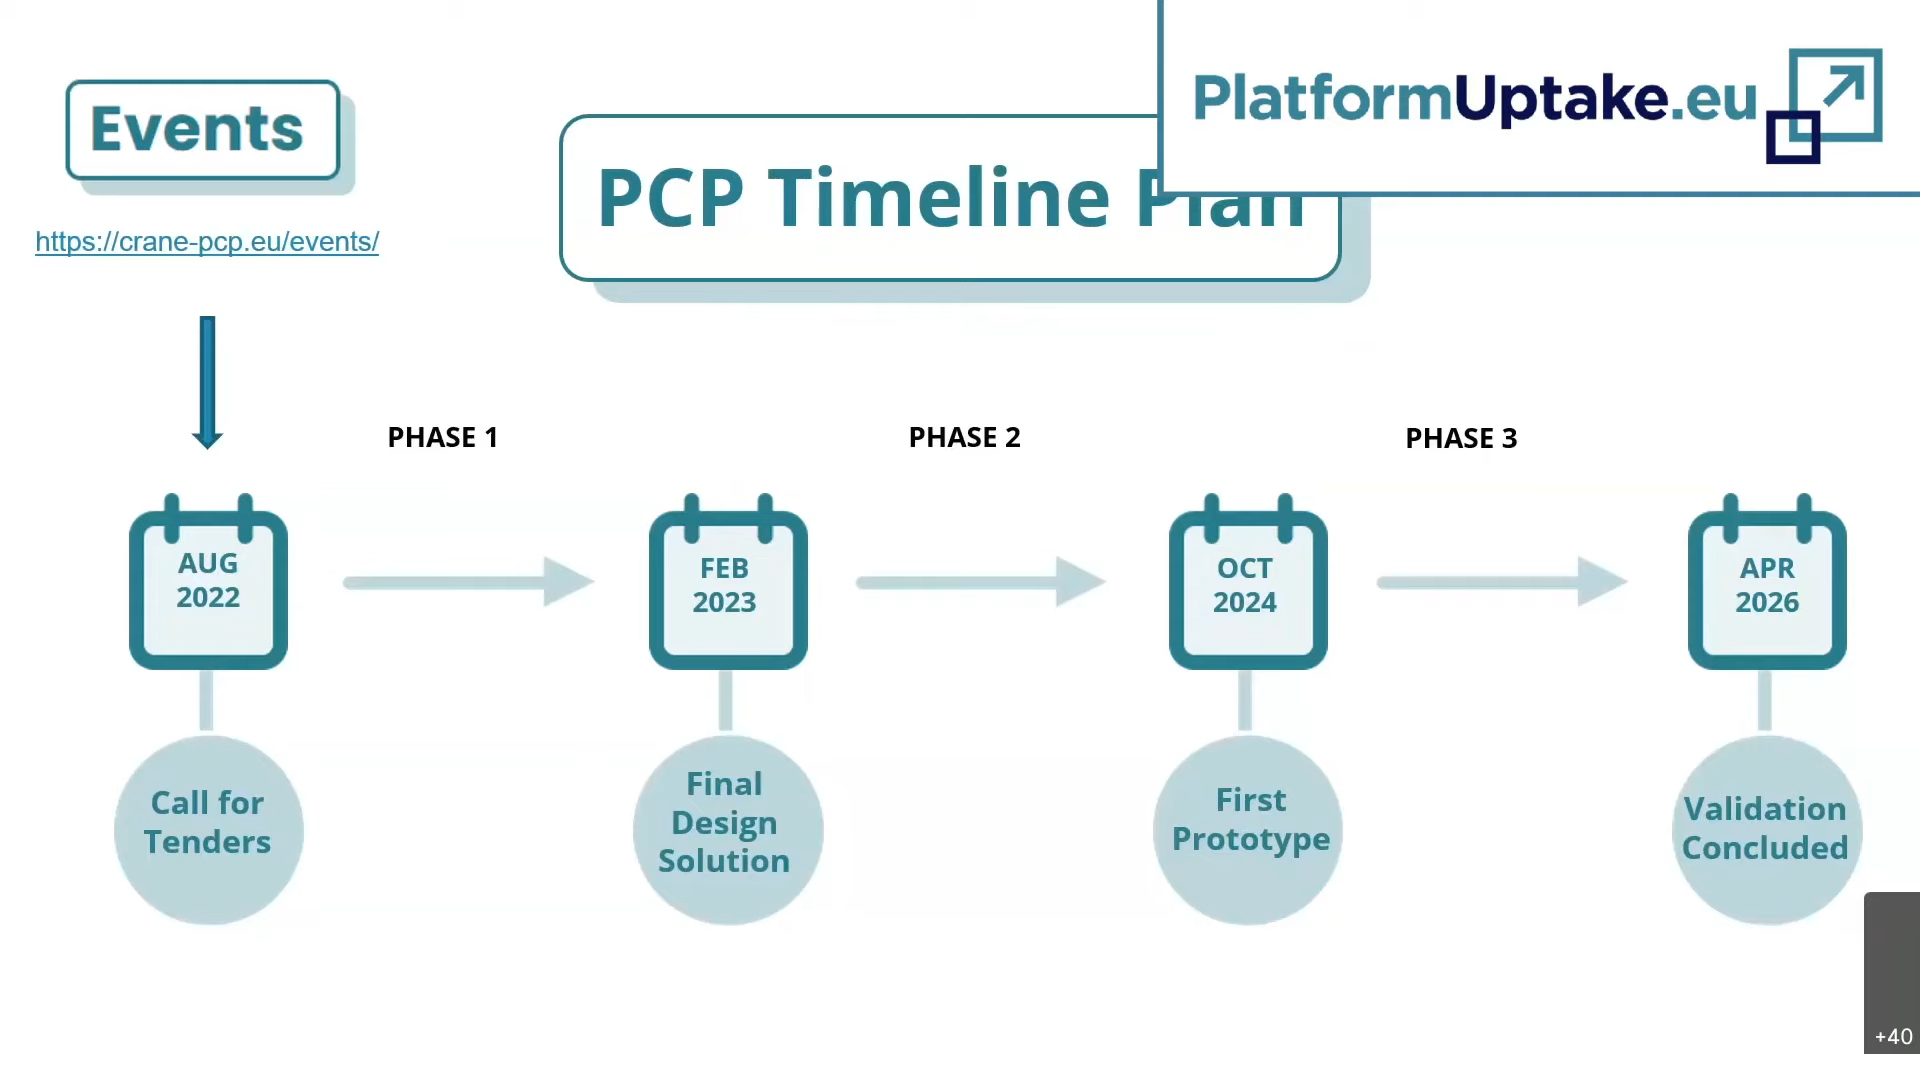 Events
https://crane-pcp.eu/events/
PCP Timeline Plan
PlatformUptake.eu
PHASE 1
PHASE 2
PHASE 3
AUG
2022
FEB
2023
OCT
2024
APR
2026
Call for
Tenders
Final
Design
Solution
First
Prototype
Validation
Concluded
+40